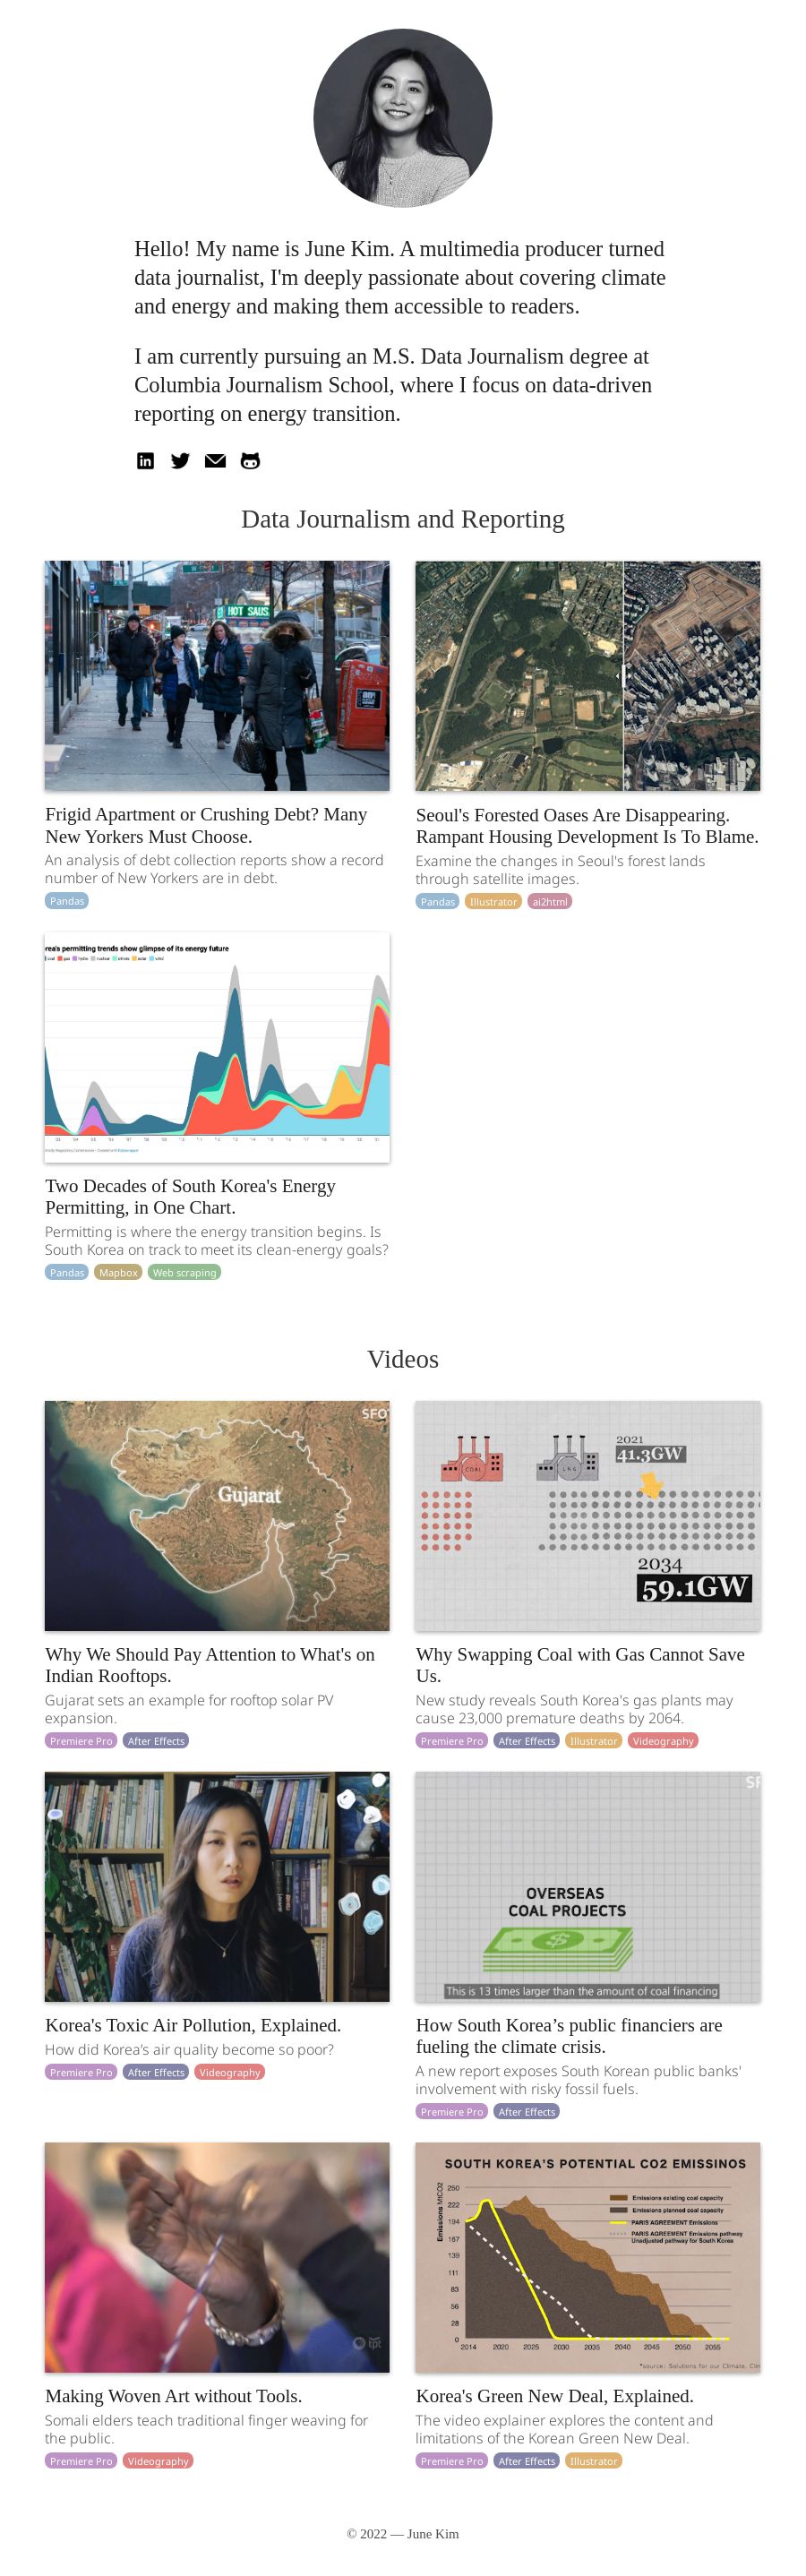 Hello! My name is June Kim. A multimedia producer turned
data journalist, I'm deeply passionate about covering climate
and energy and making them accessible to readers.
I am currently pursuing an M.S. Data Journalism degree at
Columbia Journalism School, where I focus on data-driven
reporting on energy transition.
in
Data Journalism and Reporting
HOT SAUS
Frigid Apartment or Crushing Debt? Many
New Yorkers Must Choose.
An analysis of debt collection reports show a record
number of New Yorkers are in debt.
Pandas
Seoul's Forested Oases Are Disappearing.
Rampant Housing Development Is To Blame.
Examine the changes in Seoul's forest lands
through satellite images.
Pandas Illustrator ai2html
rea's permitting trends show glimpse of its energy future
coal gas hydro nuclear others solar wind
Two Decades of South Korea's Energy
Permitting, in One Chart.
Permitting is where the energy transition begins. Is
South Korea on track to meet its clean-energy goals?
Pandas Mapbox Web scraping
Videos
SFO
Gujarat
Why We Should Pay Attention to What's on
Indian Rooftops.
Gujarat sets an example for rooftop solar PV
expansion.
Premiere Pro After Effects
COAL
LNG
2021
41.3GW
2034
59.1GW
Why Swapping Coal with Gas Cannot Save
Us.
New study reveals South Korea's gas plants may
cause 23,000 premature deaths by 2064.
Premiere Pro After Effects Illustrator Videography
Korea's Toxic Air Pollution, Explained.
How did Korea's air quality become so poor?
Premiere Pro After Effects Videography
OVERSEAS
COAL PROJECTS
This is 13 times larger than the amount of coal financing
How South Korea’s public financiers are
fueling the climate crisis.
A new report exposes South Korean public banks'
involvement with risky fossil fuels.
Premiere Pro After Effects
Making Woven Art without Tools.
Somali elders teach traditional finger weaving for
the public.
Premiere Pro Videography
SOUTH KOREA'S POTENTIAL CO2 EMISSINOS
Emissions MtCO2
250
222
194
167
139
111
83
56
28
0
2014 2020 2025 2030 2035 2040 2045 2050 2055
Emissions existing coal capacity
Emissions planned coal capacity
PARIS AGREEMENT Emissions
PARIS AGREEMENT Emissions pathway
Unadjusted pathway for South Korea
*source: Solutions for our Climate, Cli
Korea's Green New Deal, Explained.
The video explainer explores the content and
limitations of the Korean Green New Deal.
Premiere Pro After Effects Illustrator
© 2022 — June Kim